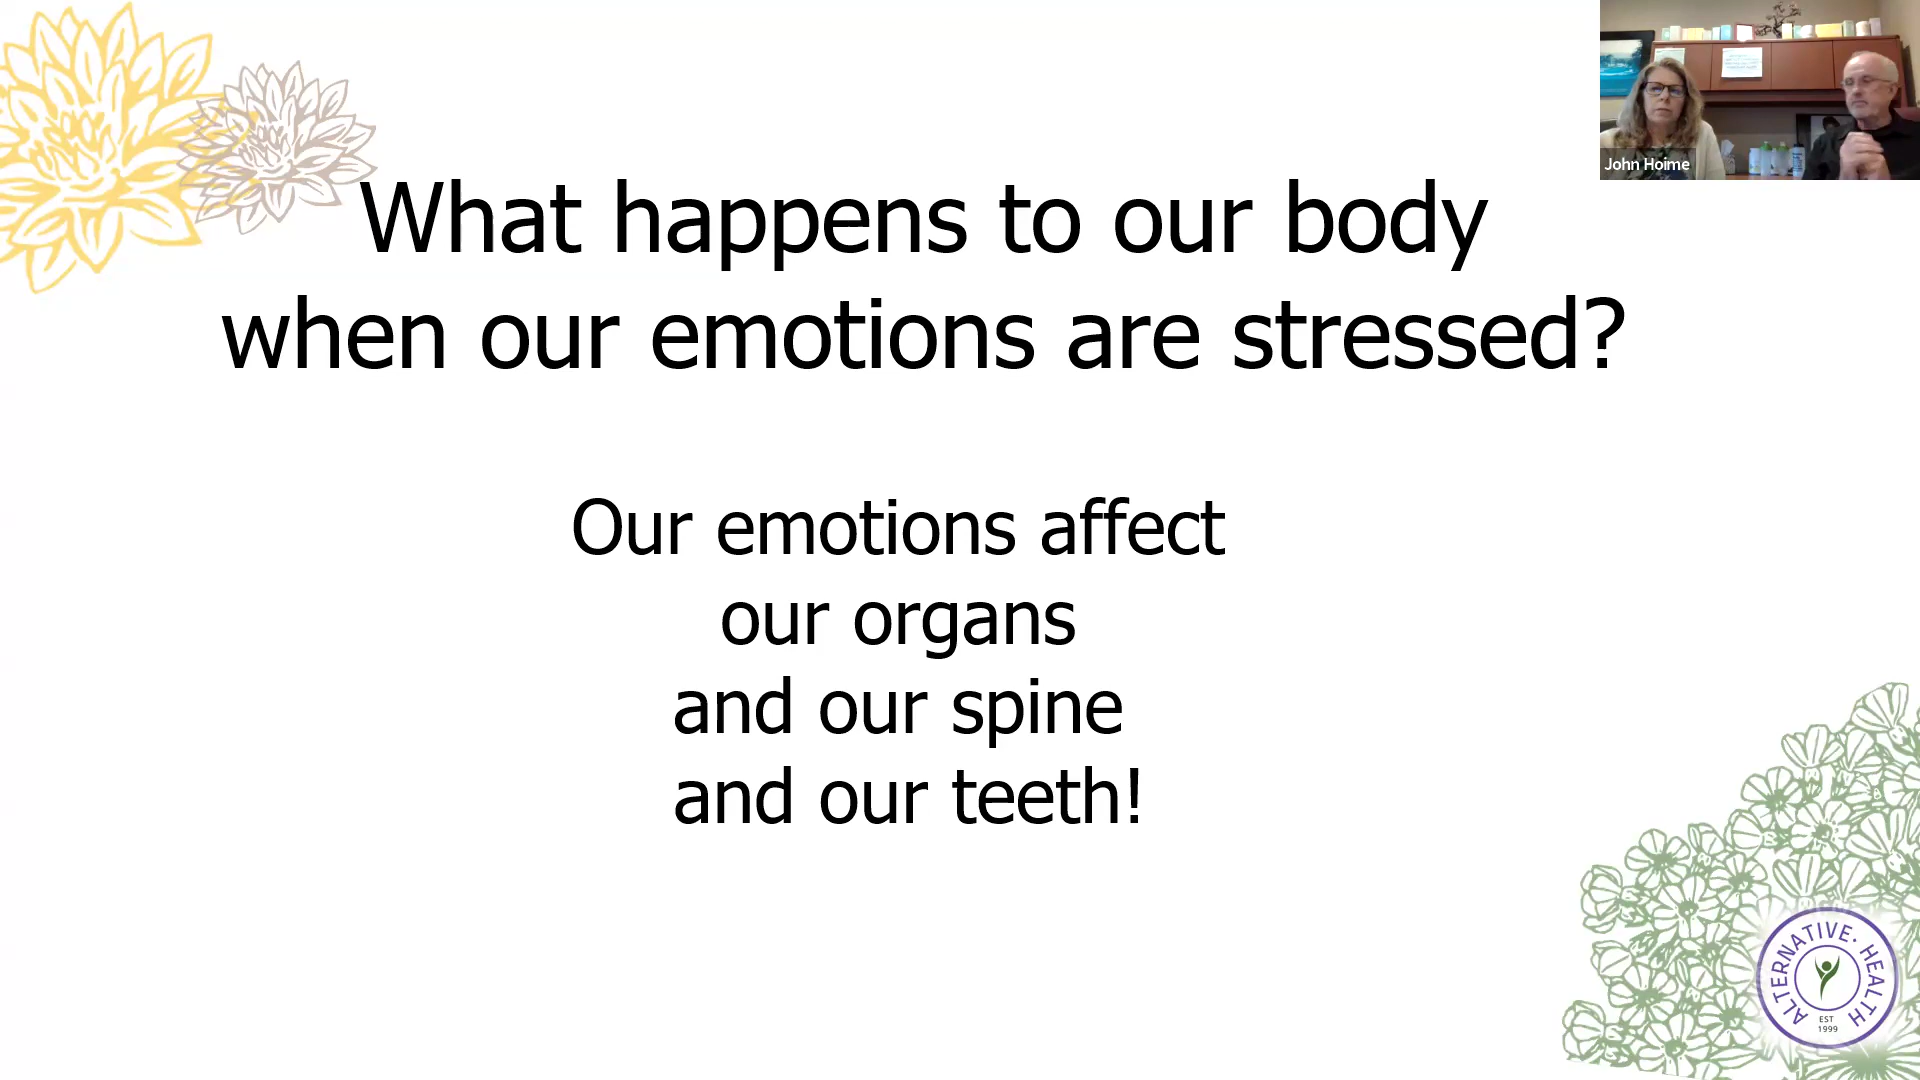 John Hoime
What happens to our body
when our emotions are stressed?
Our emotions affect
our organs
and our spine
and our teeth!
ALTERNATIVE · HEALTH
EST
1999